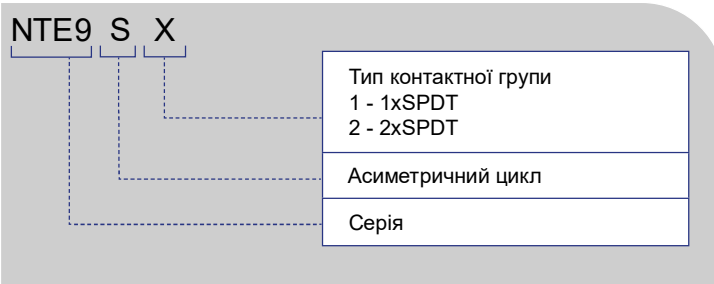 NTE9 S X
Тип контактної групи
1 - 1xSPDT
2 - 2xSPDT
Асиметричний цикл
Серія